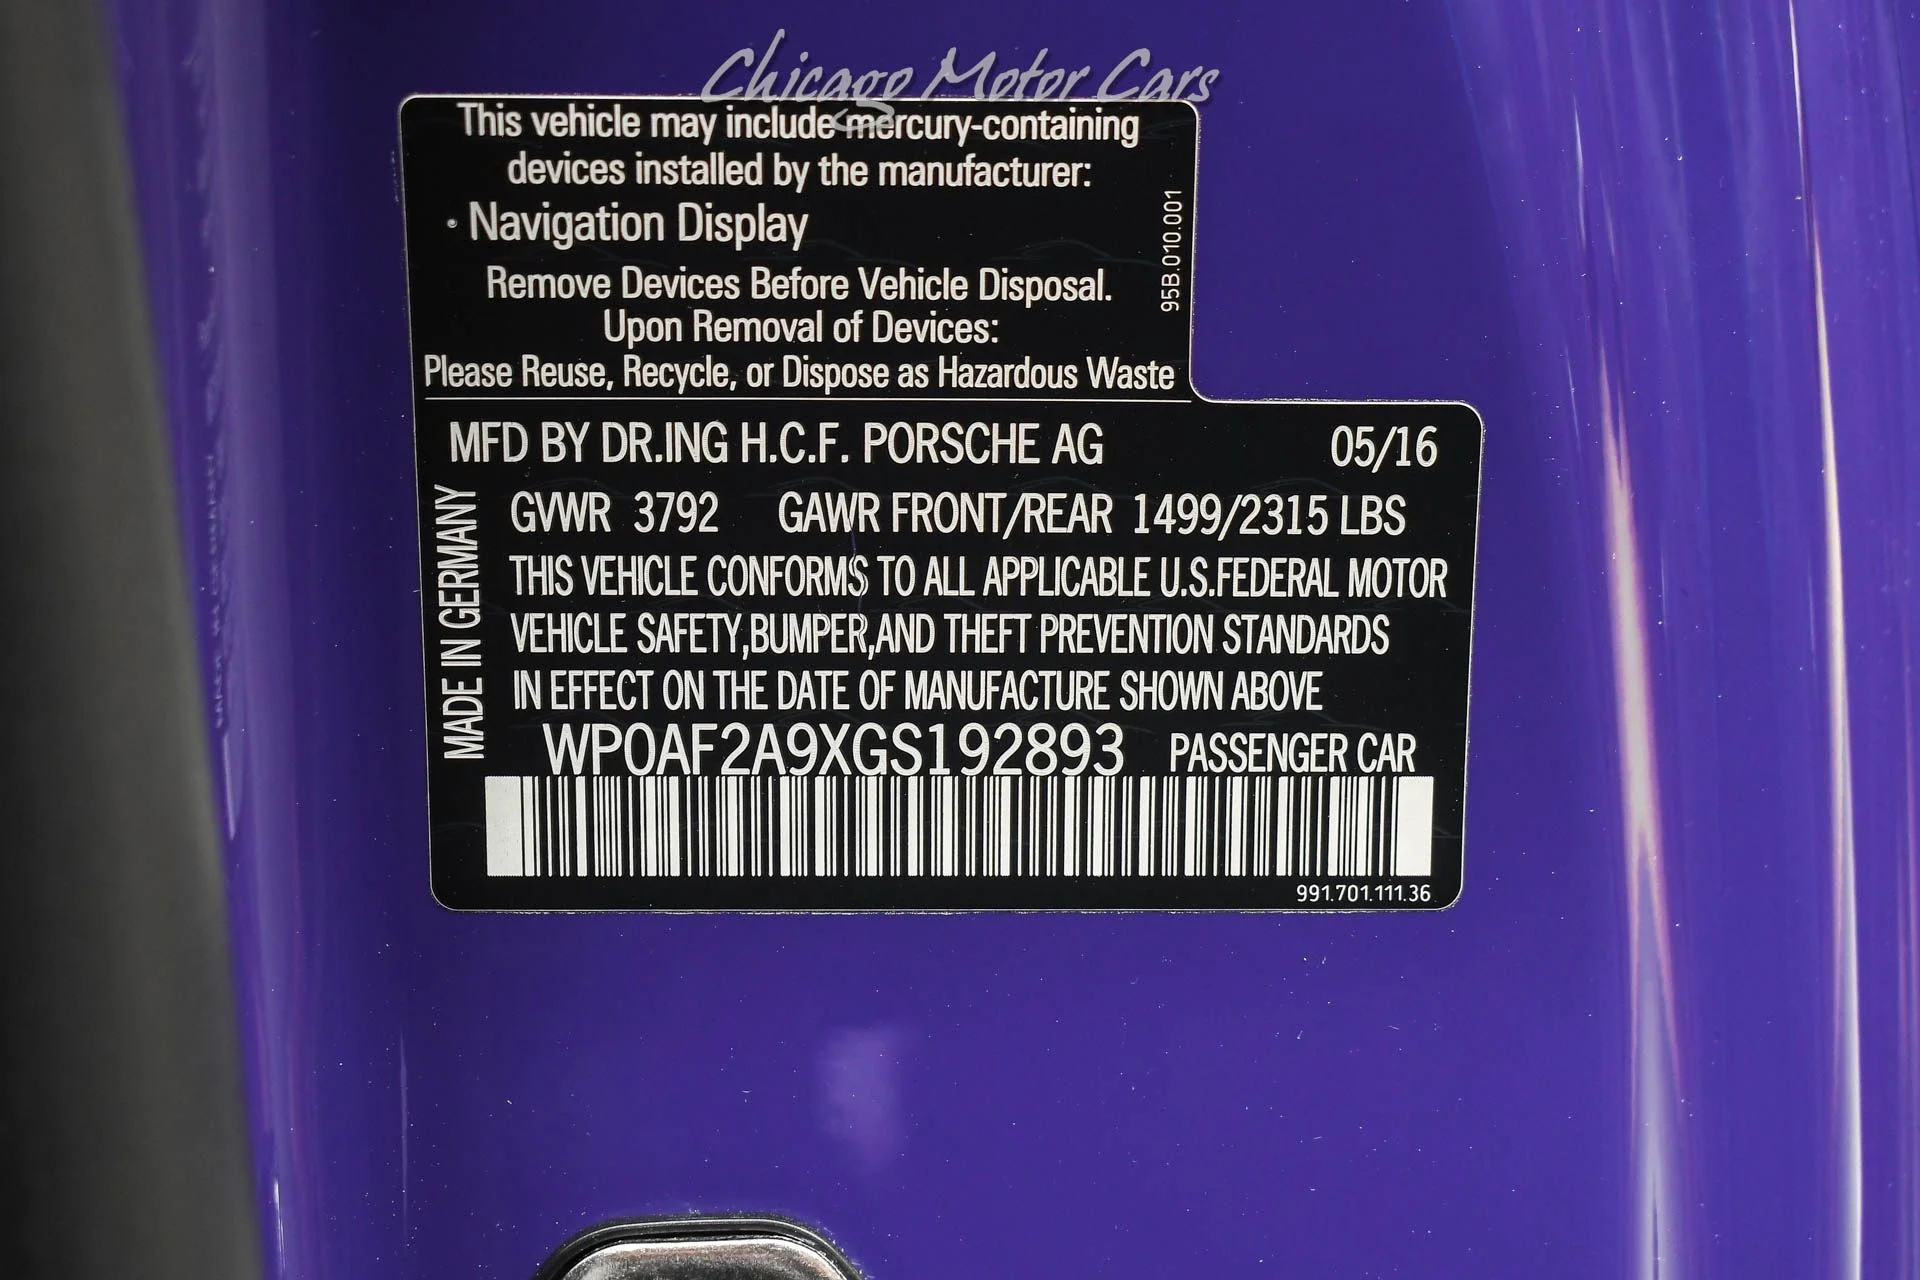 Chicago Motor Cars
This vehicle may include mercury-containing
devices installed by the manufacturer:
• Navigation Display
Remove Devices Before Vehicle Disposal.
Upon Removal of Devices:
Please Reuse, Recycle, or Dispose as Hazardous Waste
95B.010.001
MFD BY DR.ING H.C.F. PORSCHE AG 05/16
GVWR 3792 GAWR FRONT/REAR 1499/2315 LBS
THIS VEHICLE CONFORMS TO ALL APPLICABLE U.S.FEDERAL MOTOR
VEHICLE SAFETY,BUMPER,AND THEFT PREVENTION STANDARDS
IN EFFECT ON THE DATE OF MANUFACTURE SHOWN ABOVE
MADE IN GERMANY
WP0AF2A9XGS192893 PASSENGER CAR
991.701.111.36